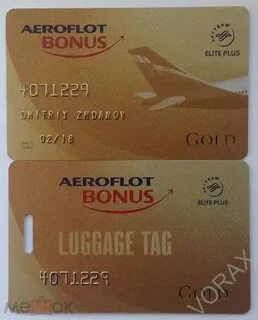 AEROFLOT
BONUS
SKYTEAM
ELITE PLUS
4071229
DMITRIY ZHDANOV
02/18
GOLD
AEROFLOT
BONUS
SKYTEAM
ELITE PLUS
LUGGAGE TAG
4071229
GOLD
VORAX